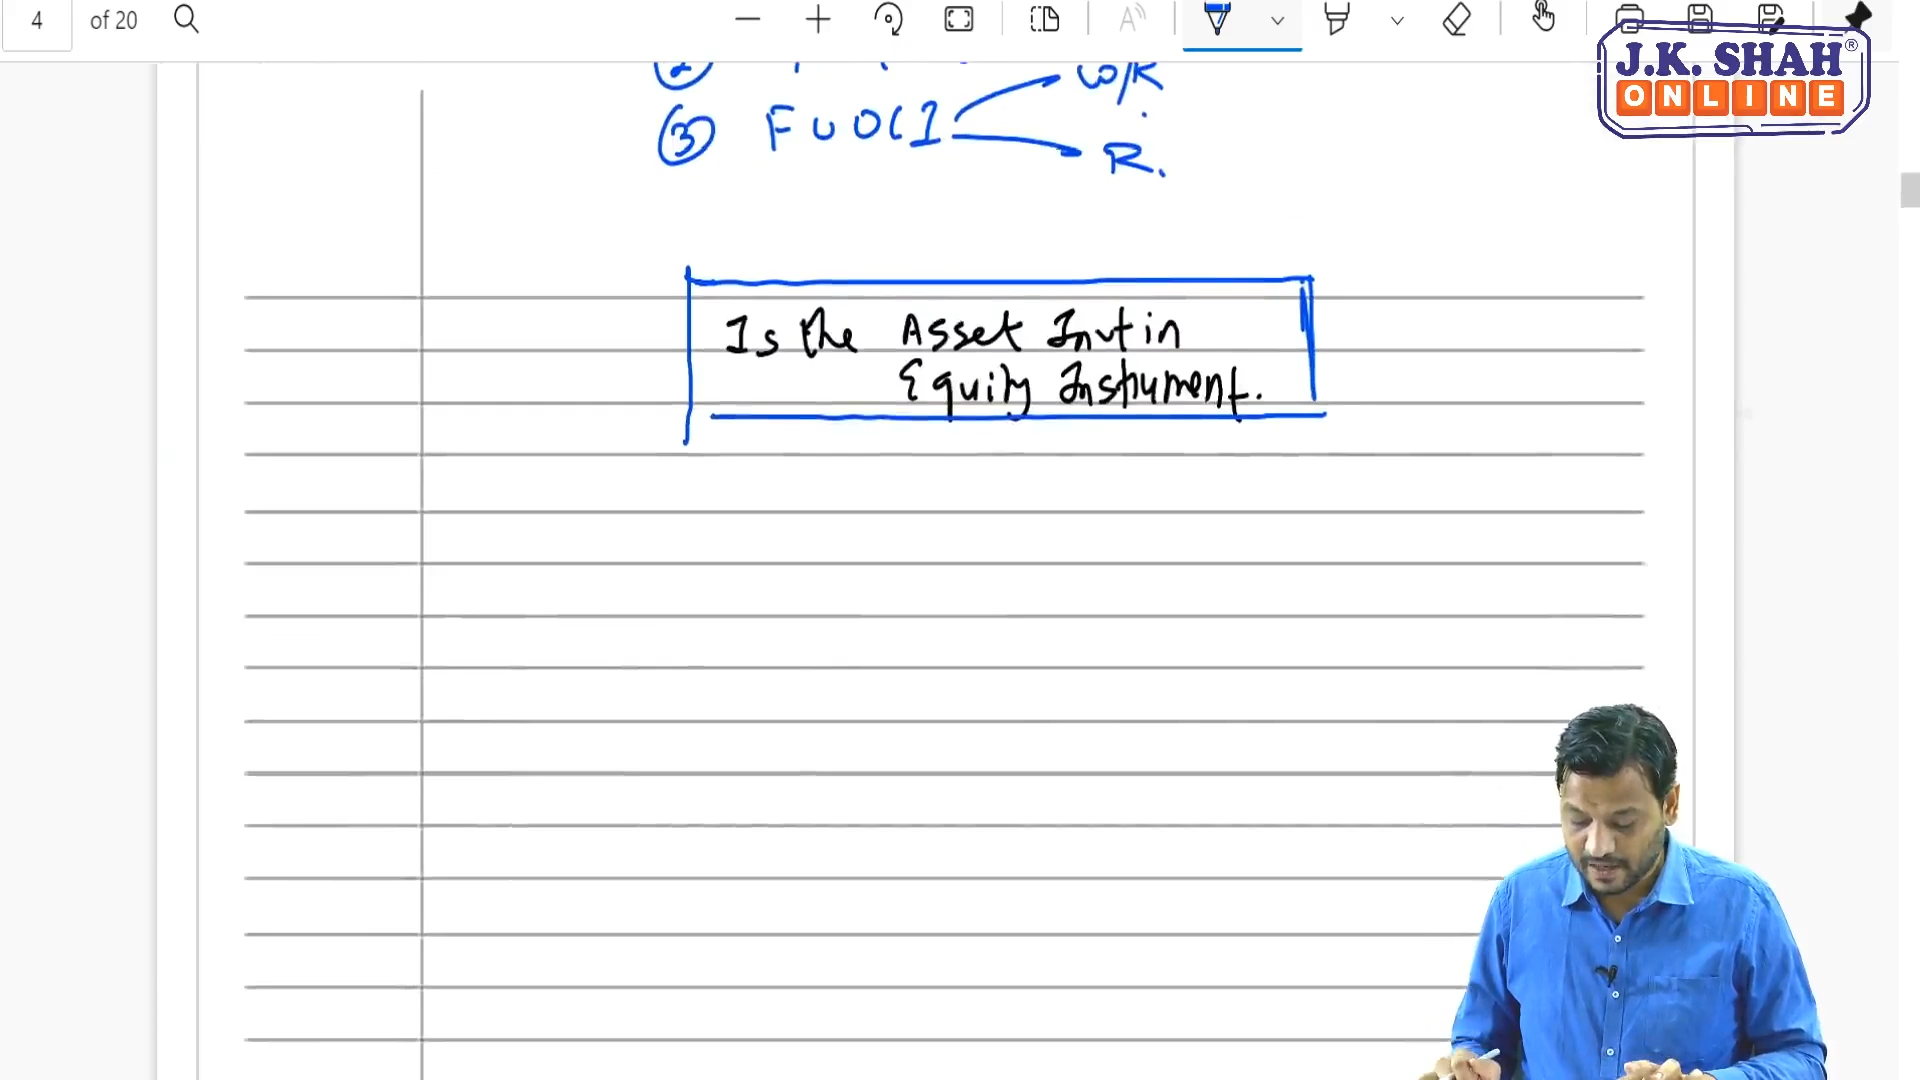 4 of 20
J.K. SHAH®
ONLINE
W/R
③ FVOCI
R.
Is the Asset Invt in
Equity Instrument.